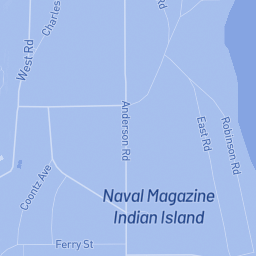 Charles
West Rd
Anderson Rd
East Rd
Robinson Rd
Coontz Ave
Naval Magazine
Indian Island
Ferry St